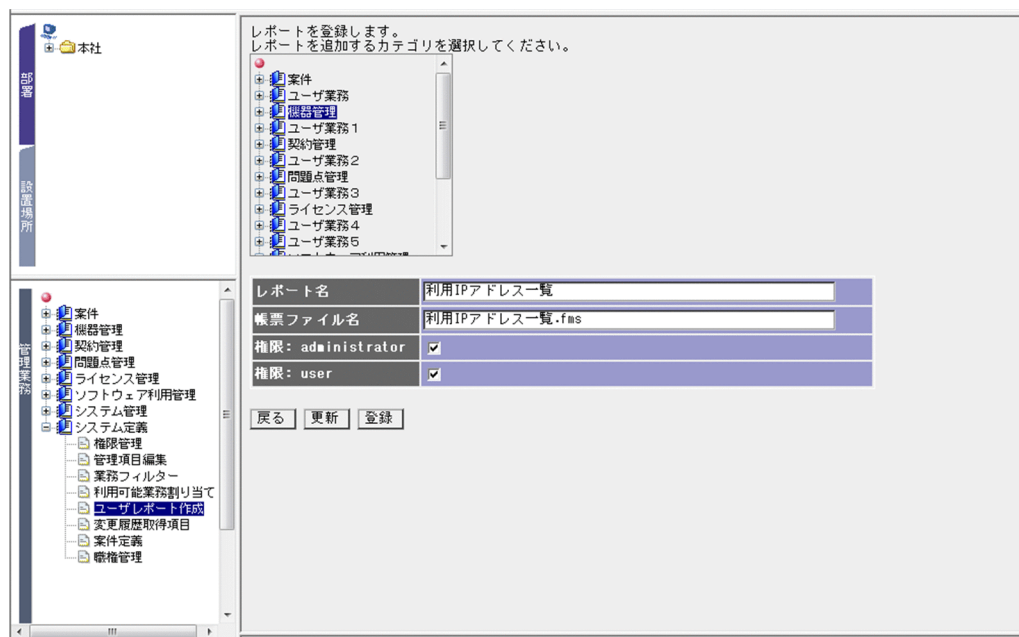 本社
部署
設置場所
管理業務
案件
機器管理
契約管理
問題点管理
ライセンス管理
ソフトウェア利用管理
システム管理
システム定義
権限管理
管理項目編集
業務フィルター
利用可能業務割り当て
ユーザレポート作成
変更履歴取得項目
案件定義
職権管理
レポートを登録します。
レポートを追加するカテゴリを選択してください。
案件
ユーザ業務
機器管理
ユーザ業務1
契約管理
ユーザ業務2
問題点管理
ユーザ業務3
ライセンス管理
ユーザ業務4
ユーザ業務5
レポート名 利用IPアドレス一覧
帳票ファイル名 利用IPアドレス一覧.fms
権限: administrator
権限: user
戻る 更新 登録